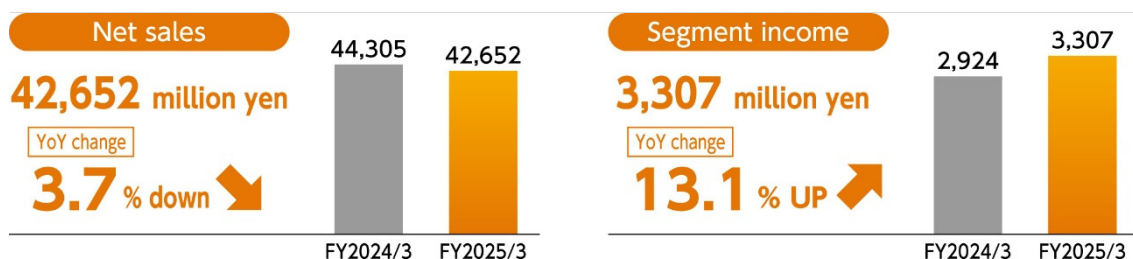 Net sales
42,652 million yen
YoY change
3.7 % down
44,305
42,652
FY2024/3
FY2025/3
Segment income
3,307 million yen
YoY change
13.1 % UP
2,924
3,307
FY2024/3
FY2025/3